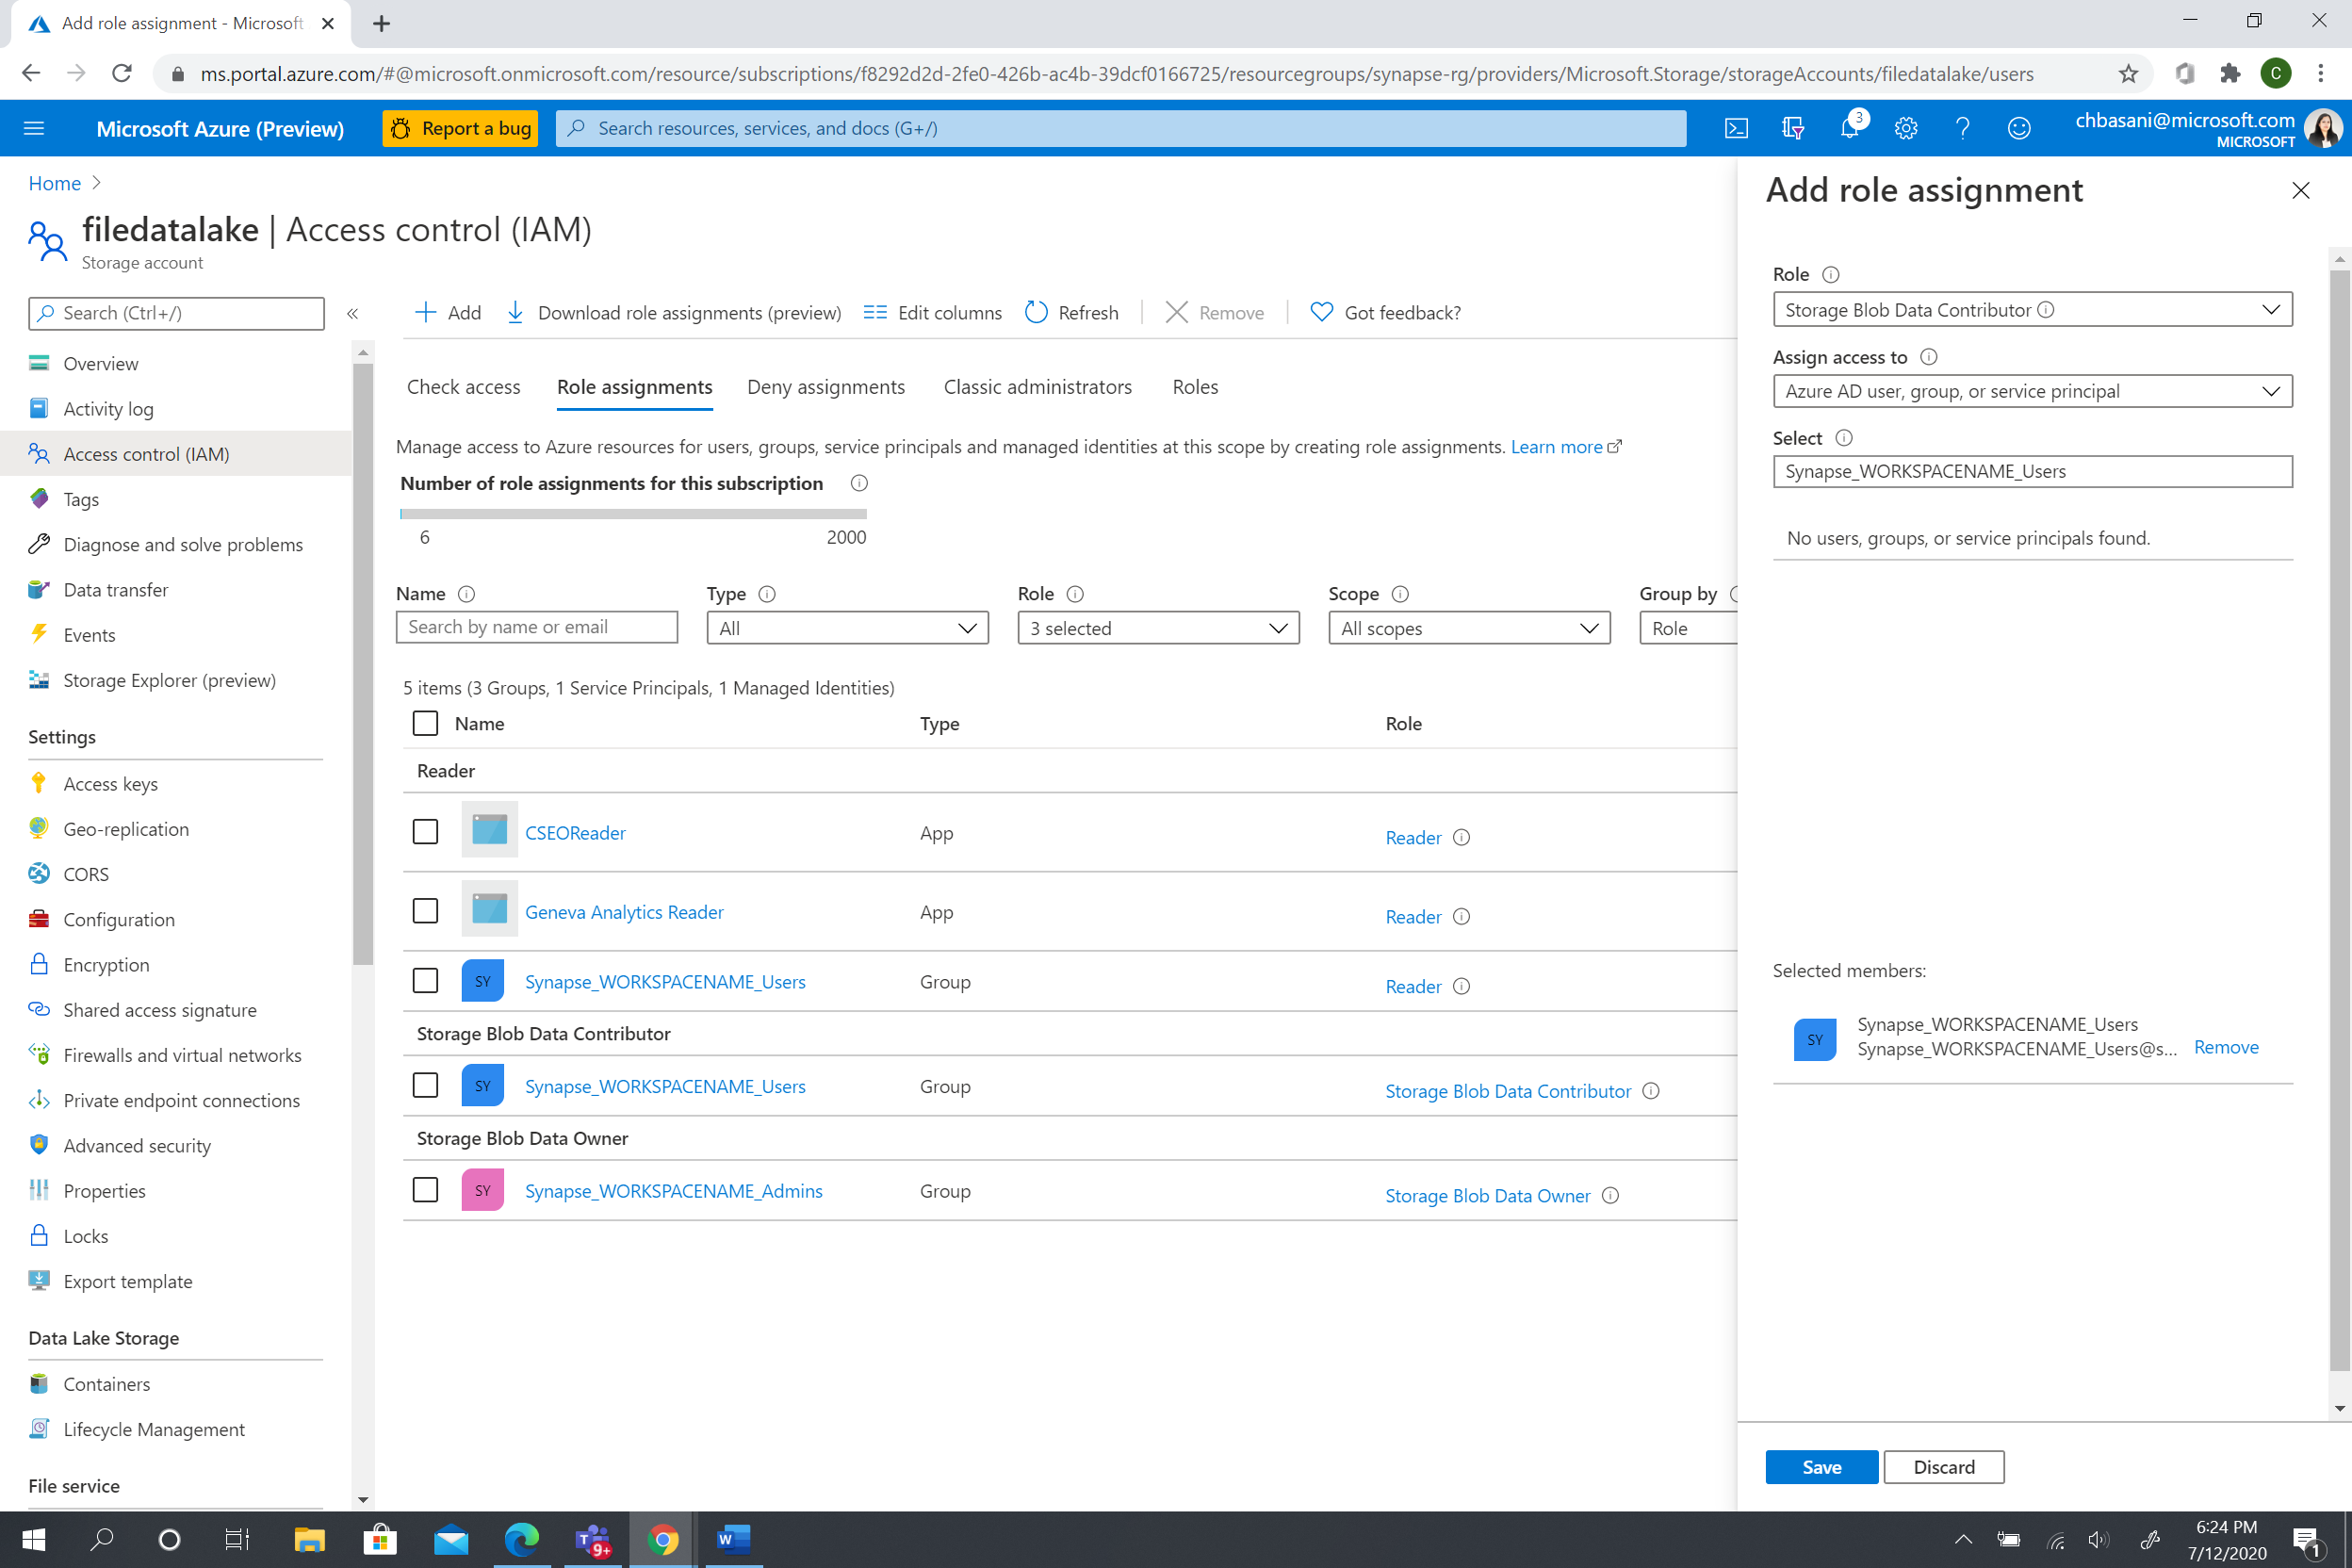 Add role assignment - Microsoft
ms.portal.azure.com/#@microsoft.onmicrosoft.com/resource/subscriptions/f8292d2d-2fe0-426b-ac4b-39dcf0166725/resourcegroups/synapse-rg/providers/Microsoft.Storage/storageAccounts/filedatalake/users
C
Microsoft Azure (Preview)
Report a bug
Search resources, services, and docs (G+/)
3
chbasani@microsoft.com
MICROSOFT
Home
filedatalake | Access control (IAM)
Storage account
Search (Ctrl+/)
«
Overview
Activity log
Access control (IAM)
Tags
Diagnose and solve problems
Data transfer
Events
Storage Explorer (preview)
Settings
Access keys
Geo-replication
CORS
Configuration
Encryption
Shared access signature
Firewalls and virtual networks
Private endpoint connections
Advanced security
Properties
Locks
Export template
Data Lake Storage
Containers
Lifecycle Management
File service
Add
Download role assignments (preview)
Edit columns
Refresh
Remove
Got feedback?
Check access
Role assignments
Deny assignments
Classic administrators
Roles
Manage access to Azure resources for users, groups, service principals and managed identities at this scope by creating role assignments. Learn more
Number of role assignments for this subscription
6
2000
Name
Type
Role
Scope
Group by
Search by name or email
All
3 selected
All scopes
Role
5 items (3 Groups, 1 Service Principals, 1 Managed Identities)
Name
Type
Role
Reader
CSEOReader
App
Reader
Geneva Analytics Reader
App
Reader
SY
Synapse_WORKSPACENAME_Users
Group
Reader
Storage Blob Data Contributor
SY
Synapse_WORKSPACENAME_Users
Group
Storage Blob Data Contributor
Storage Blob Data Owner
SY
Synapse_WORKSPACENAME_Admins
Group
Storage Blob Data Owner
Add role assignment
Role
Storage Blob Data Contributor
Assign access to
Azure AD user, group, or service principal
Select
Synapse_WORKSPACENAME_Users
No users, groups, or service principals found.
Selected members:
SY
Synapse_WORKSPACENAME_Users
Synapse_WORKSPACENAME_Users@s...
Remove
Save
Discard
T
9+
W
6:24 PM
7/12/2020
1